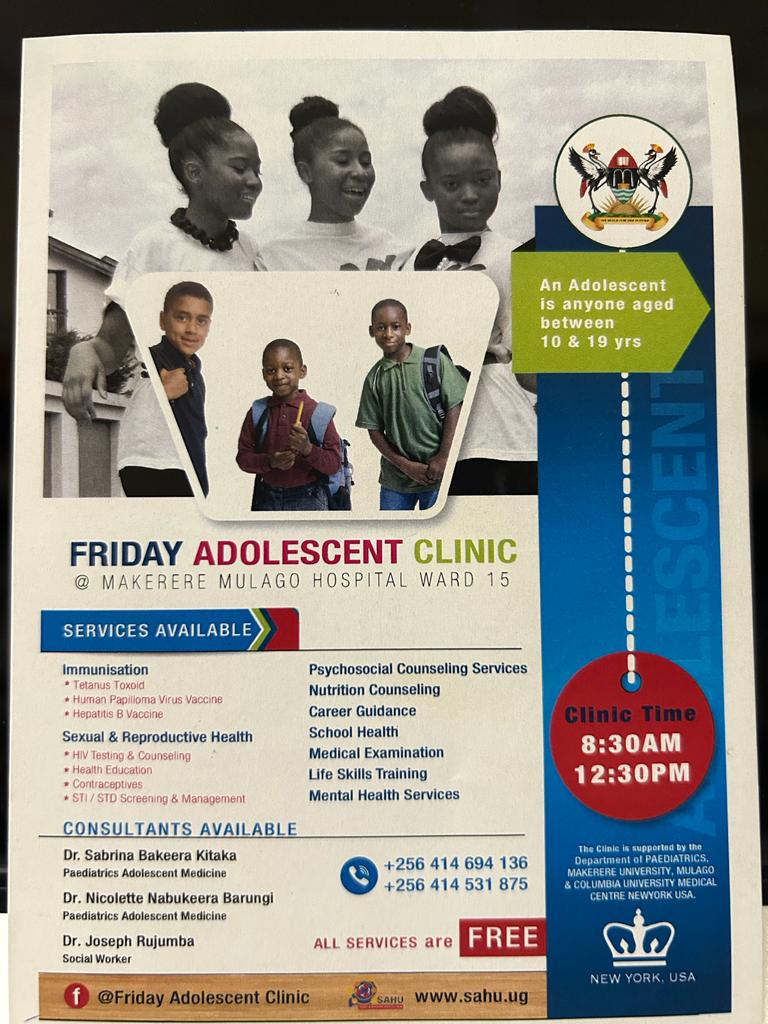 An Adolescent
is anyone aged
between
10 & 19 yrs
ADOLESCENT
FRIDAY ADOLESCENT CLINIC
@ MAKERERE MULAGO HOSPITAL WARD 15
SERVICES AVAILABLE
Immunisation
* Tetanus Toxoid
* Human Papilloma Virus Vaccine
* Hepatitis B Vaccine
Sexual & Reproductive Health
* HIV Testing & Counseling
* Health Education
* Contraceptives
* STI / STD Screening & Management
Psychosocial Counseling Services
Nutrition Counseling
Career Guidance
School Health
Medical Examination
Life Skills Training
Mental Health Services
Clinic Time
8:30AM
12:30PM
CONSULTANTS AVAILABLE
Dr. Sabrina Bakeera Kitaka
Paediatrics Adolescent Medicine
Dr. Nicolette Nabukeera Barungi
Paediatrics Adolescent Medicine
Dr. Joseph Rujumba
Social Worker
+256 414 694 136
+256 414 531 875
ALL SERVICES are FREE
The Clinic is supported by the
Department of PAEDIATRICS,
MAKERERE UNIVERSITY, MULAGO
& COLUMBIA UNIVERSITY MEDICAL
CENTRE NEWYORK USA.
NEW YORK, USA
@Friday Adolescent Clinic
SAHU
www.sahu.ug